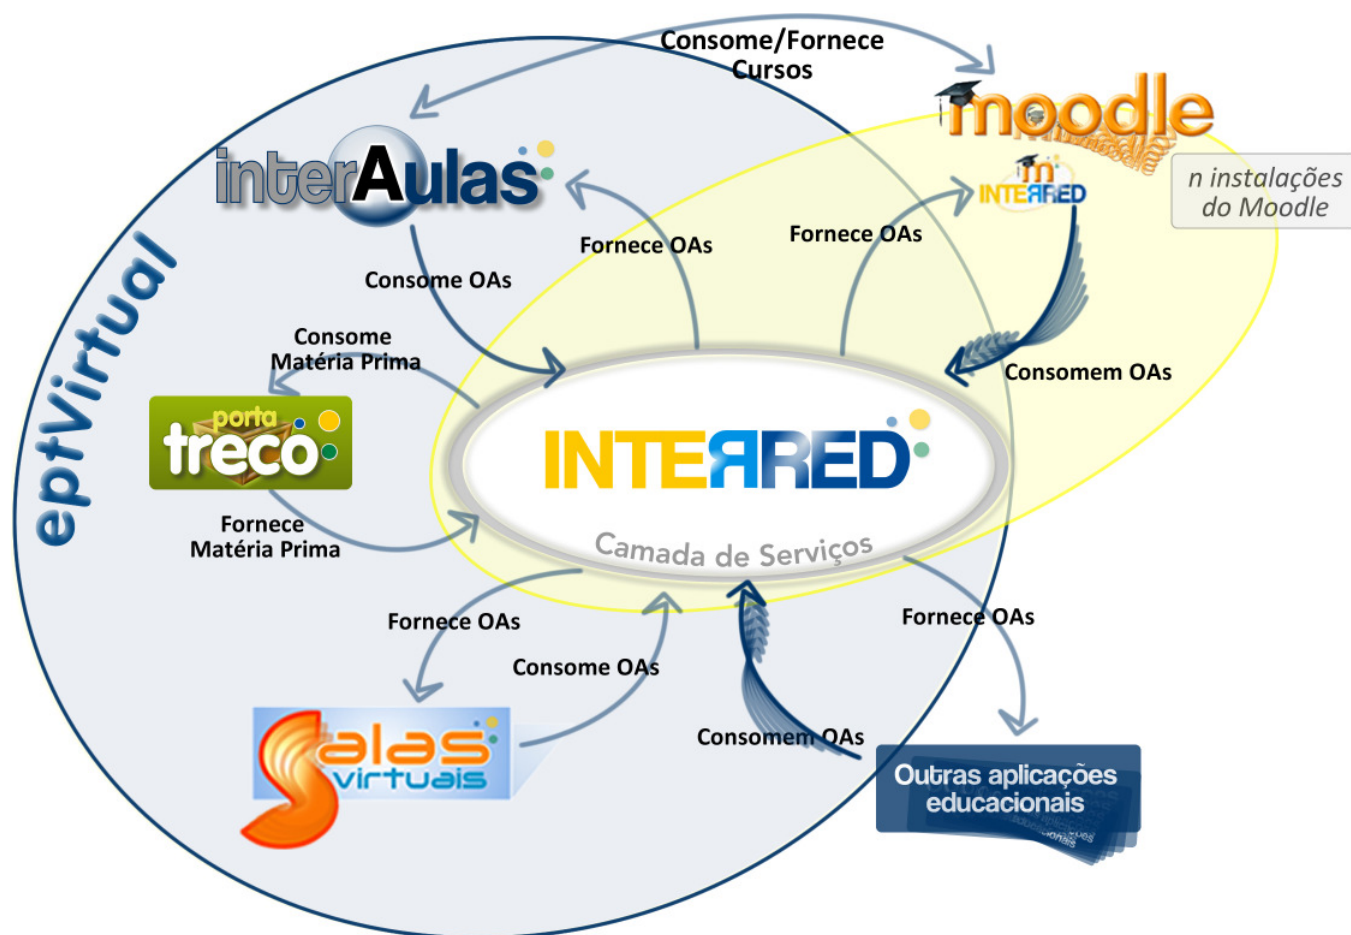 Consome/Fornece
Cursos
moodle
interAulas
m
INTERRED
n instalações
do Moodle
Fornece OAs
Fornece OAs
Consome OAs
eptVirtual
Consome
Matéria Prima
Consomem OAs
porta
treco
INTERRED
Fornece
Matéria Prima
Camada de Serviços
Fornece OAs
Fornece OAs
Consome OAs
Salas
virtuais
Consomem OAs
Outras aplicações
educacionais